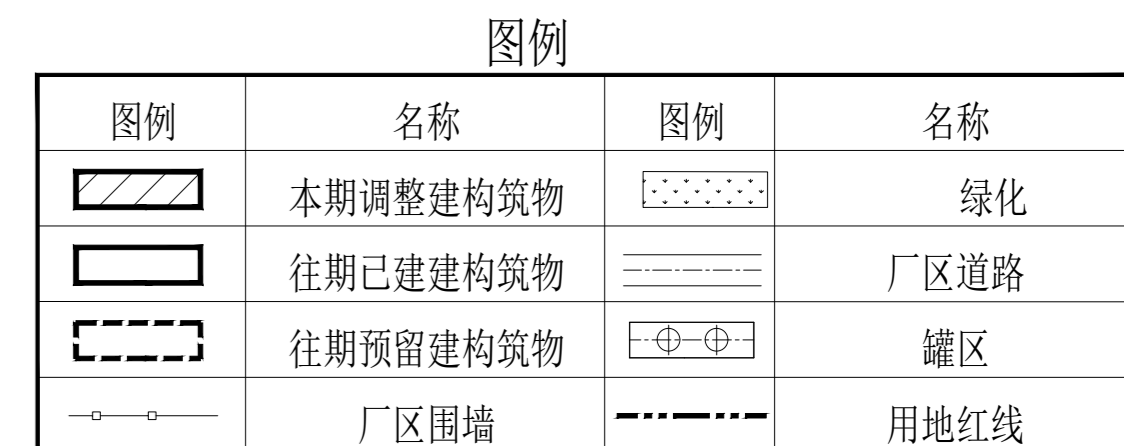 图例
图例 名称 图例 名称
本期调整建构筑物 绿化
往期已建建构筑物 厂区道路
往期预留建构筑物 罐区
厂区围墙 用地红线